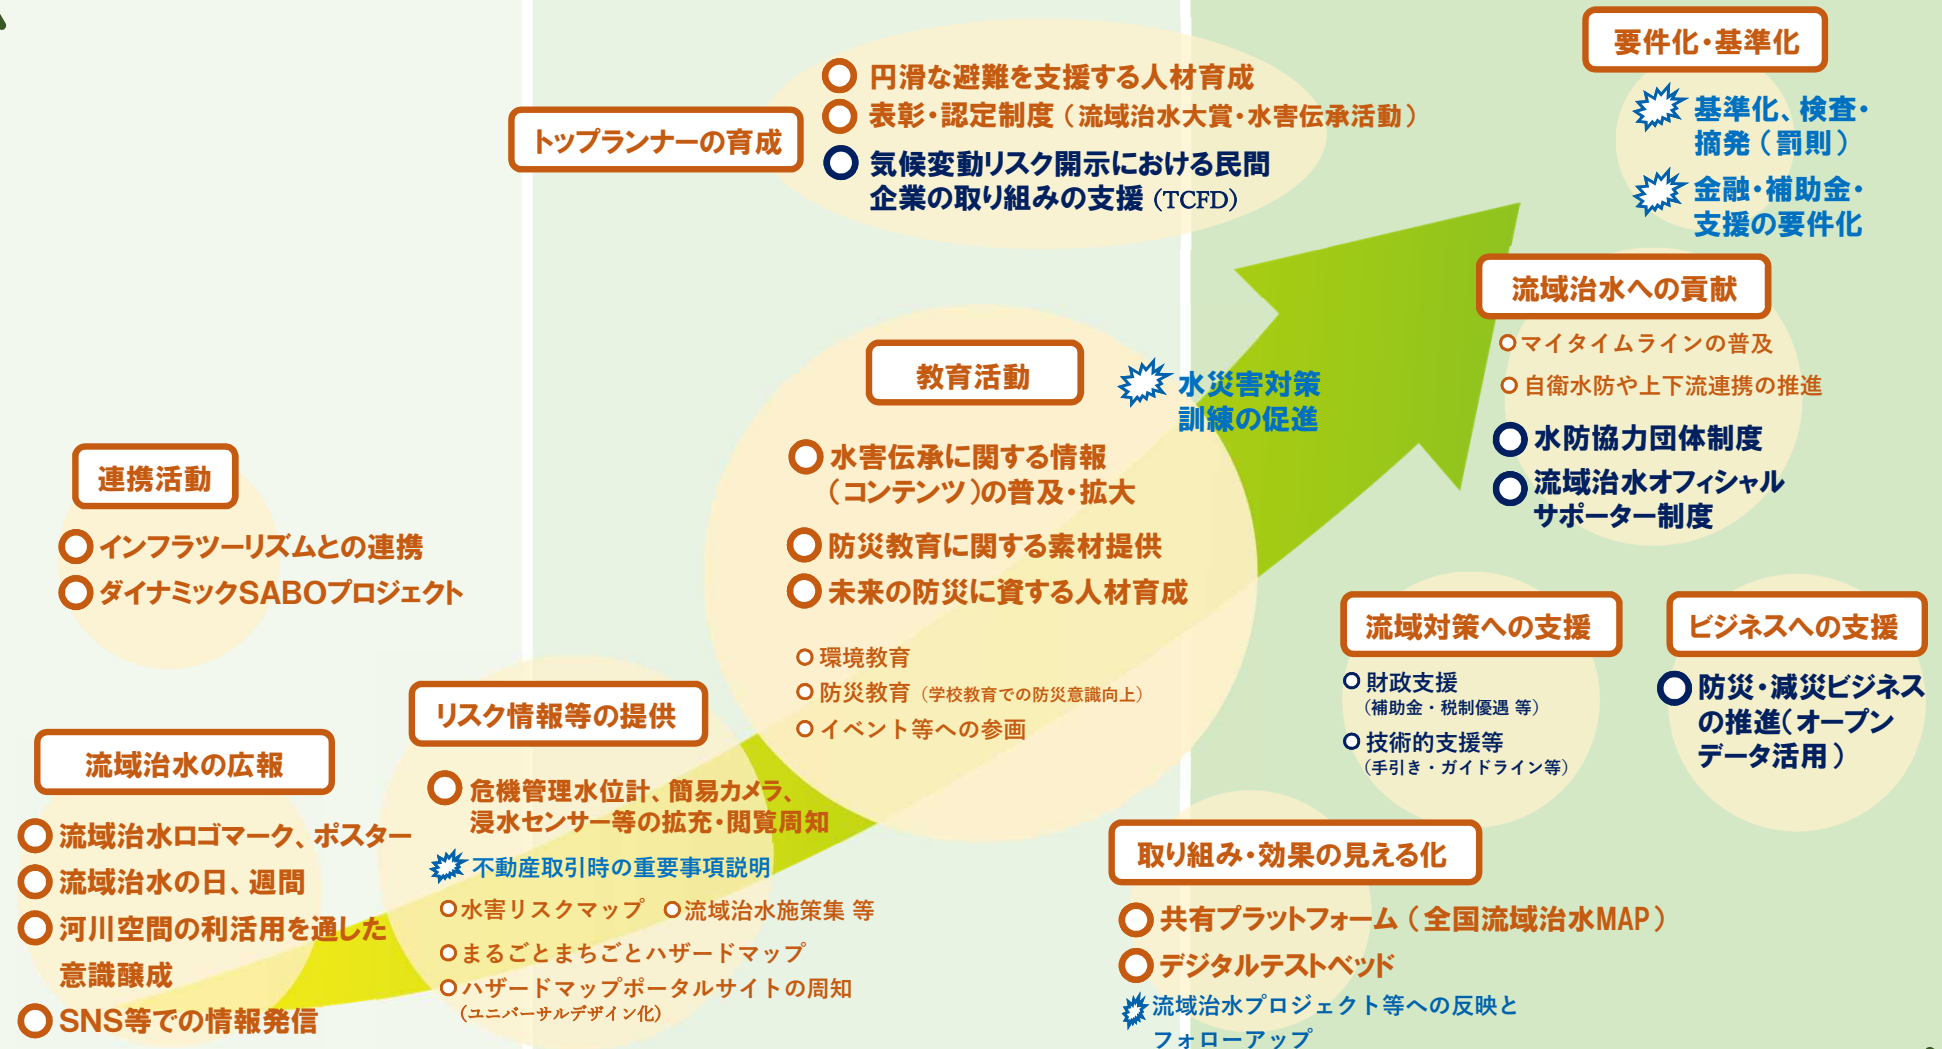 要件化・基準化
基準化、検査・
摘発（罰則）
金融・補助金・
支援の要件化
トップランナーの育成
円滑な避難を支援する人材育成
表彰・認定制度（流域治水大賞・水害伝承活動）
気候変動リスク開示における民間
企業の取り組みの支援（TCFD）
流域治水への貢献
マイタイムラインの普及
自衛水防や上下流連携の推進
水防協力団体制度
流域治水オフィシャル
サポーター制度
教育活動
水災害対策
訓練の促進
水害伝承に関する情報
（コンテンツ）の普及・拡大
防災教育に関する素材提供
未来の防災に資する人材育成
環境教育
防災教育（学校教育での防災意識向上）
イベント等への参画
連携活動
インフラツーリズムとの連携
ダイナミックSABOプロジェクト
流域対策への支援
財政支援
（補助金・税制優遇 等）
技術的支援等
（手引き・ガイドライン等）
ビジネスへの支援
防災・減災ビジネス
の推進（オープン
データ活用）
リスク情報等の提供
危機管理水位計、簡易カメラ、
浸水センサー等の拡充・閲覧周知
不動産取引時の重要事項説明
水害リスクマップ 流域治水施策集 等
まるごとまちごとハザードマップ
ハザードマップポータルサイトの周知
（ユニバーサルデザイン化）
流域治水の広報
流域治水ロゴマーク、ポスター
流域治水の日、週間
河川空間の利活用を通した
意識醸成
SNS等での情報発信
取り組み・効果の見える化
共有プラットフォーム（全国流域治水MAP）
デジタルテストベッド
流域治水プロジェクト等への反映と
フォローアップ